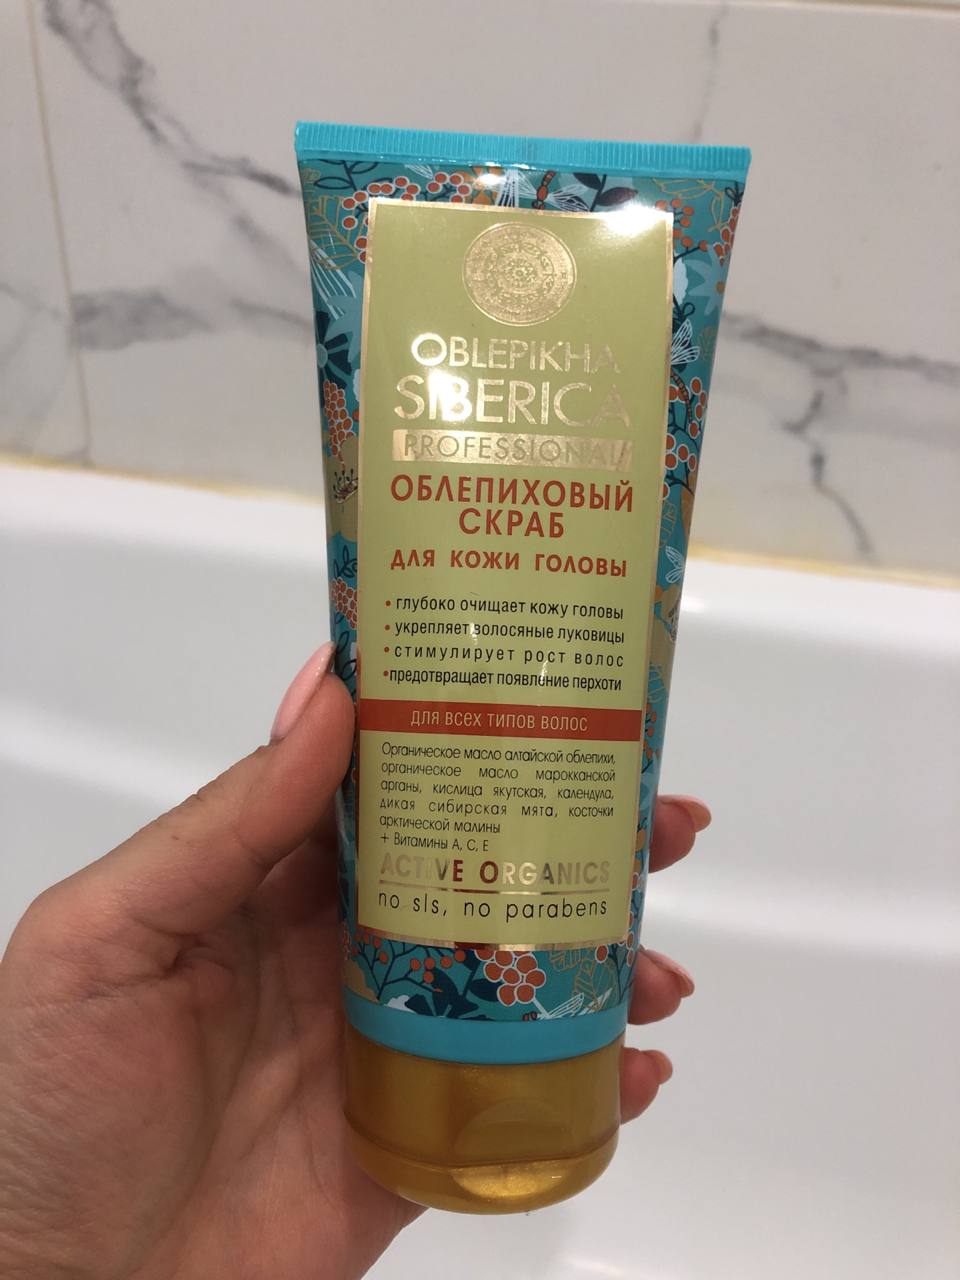 OBLEPIKHA
SIBERICA
PROFESSIONAL
ОБЛЕПИХОВЫЙ
СКРАБ
ДЛЯ КОЖИ ГОЛОВЫ
• глубоко очищает кожу головы
• укрепляет волосяные луковицы
• стимулирует рост волос
• предотвращает появление перхоти
ДЛЯ ВСЕХ ТИПОВ ВОЛОС
Органическое масло алтайской облепихи,
органическое масло марокканской
арганы, кислица якутская, календула,
дикая сибирская мята, косточки
арктической малины
+ Витамины А, С, Е
ACTIVE ORGANICS
no sls, no parabens